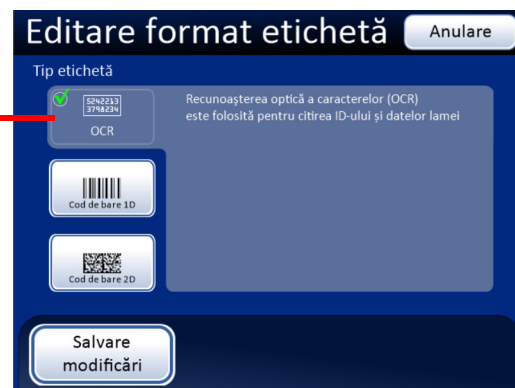 Editare format etichetă
Anulare
Tip etichetă
5242213
3798234
OCR
Recunoașterea optică a caracterelor (OCR)
este folosită pentru citirea ID-ului și datelor lamei
Cod de bare 1D
Cod de bare 2D
Salvare
modificări